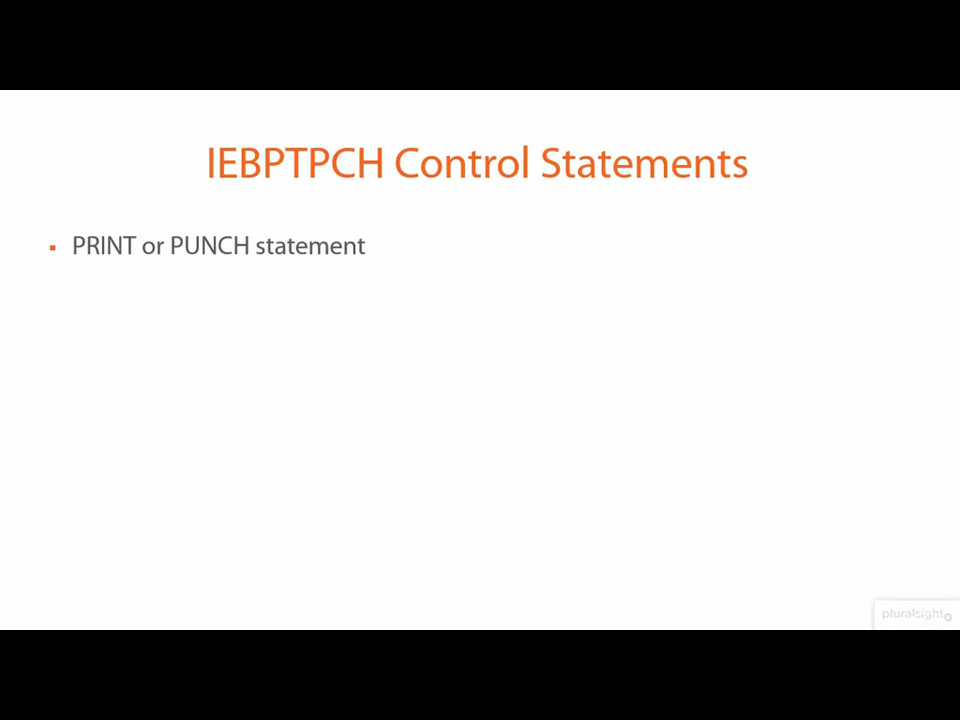 IEBPTPCH Control Statements
▪ PRINT or PUNCH statement
pluralsight